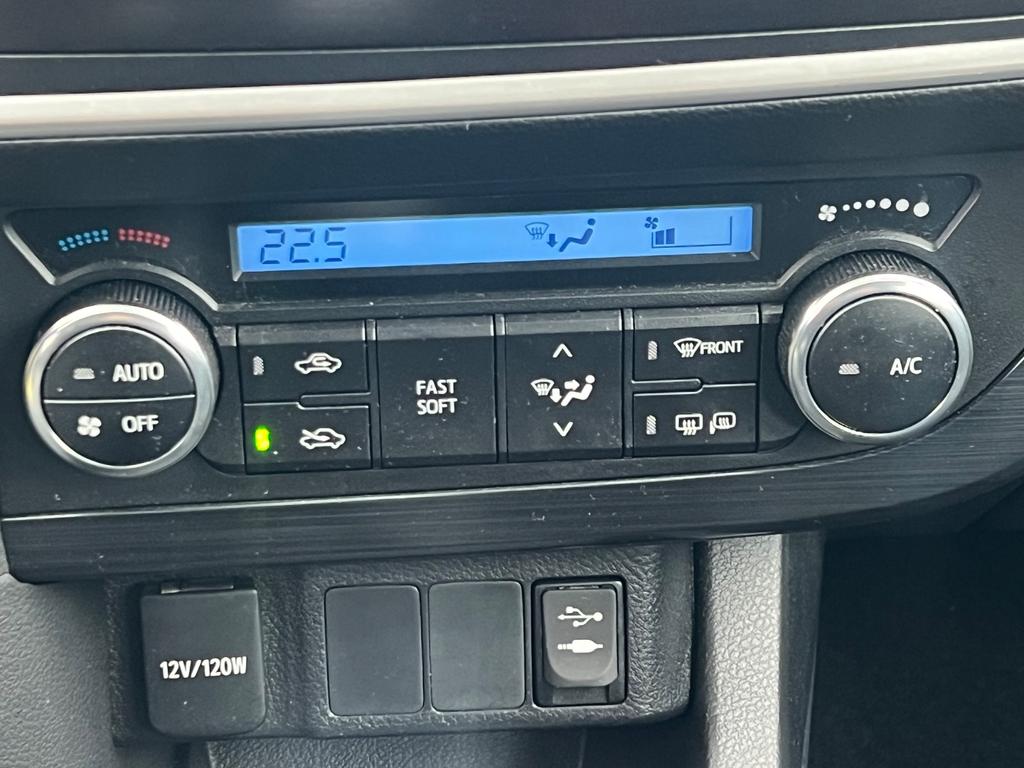 22.5
AUTO
OFF
FAST
SOFT
FRONT
A/C
12V/120W